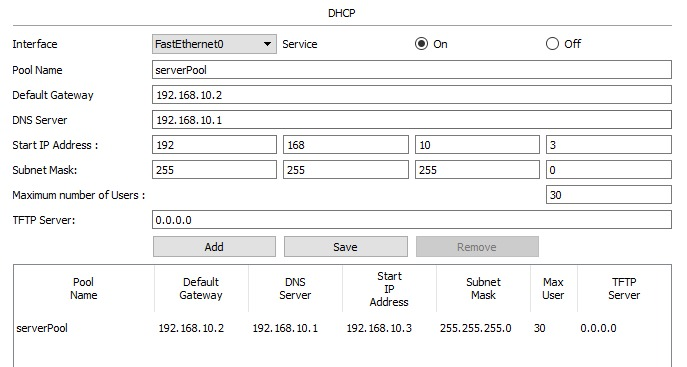 DHCP
Interface FastEthernet0 Service On Off
Pool Name serverPool
Default Gateway 192.168.10.2
DNS Server 192.168.10.1
Start IP Address : 192 168 10 3
Subnet Mask: 255 255 255 0
Maximum number of Users : 30
TFTP Server: 0.0.0.0
Add Save Remove
Pool Name Default Gateway DNS Server Start IP Address Subnet Mask Max User TFTP Server
serverPool 192.168.10.2 192.168.10.1 192.168.10.3 255.255.255.0 30 0.0.0.0